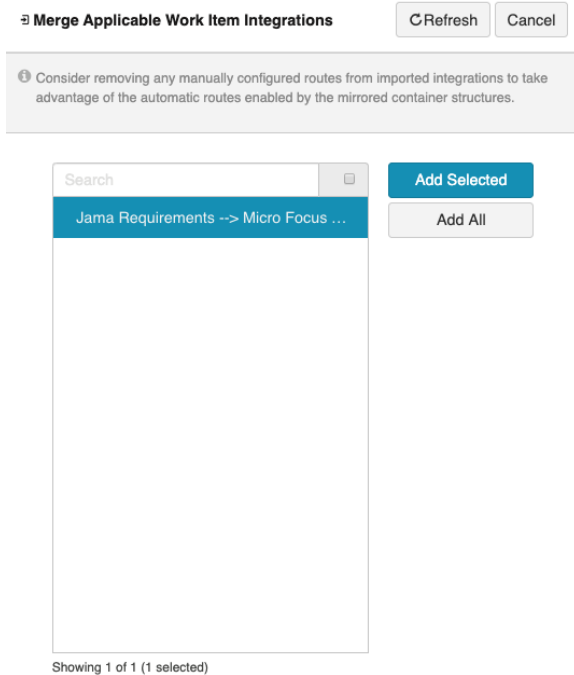 Merge Applicable Work Item Integrations
Refresh
Cancel
Consider removing any manually configured routes from imported integrations to take
advantage of the automatic routes enabled by the mirrored container structures.
Search
Add Selected
Jama Requirements --> Micro Focus ...
Add All
Showing 1 of 1 (1 selected)